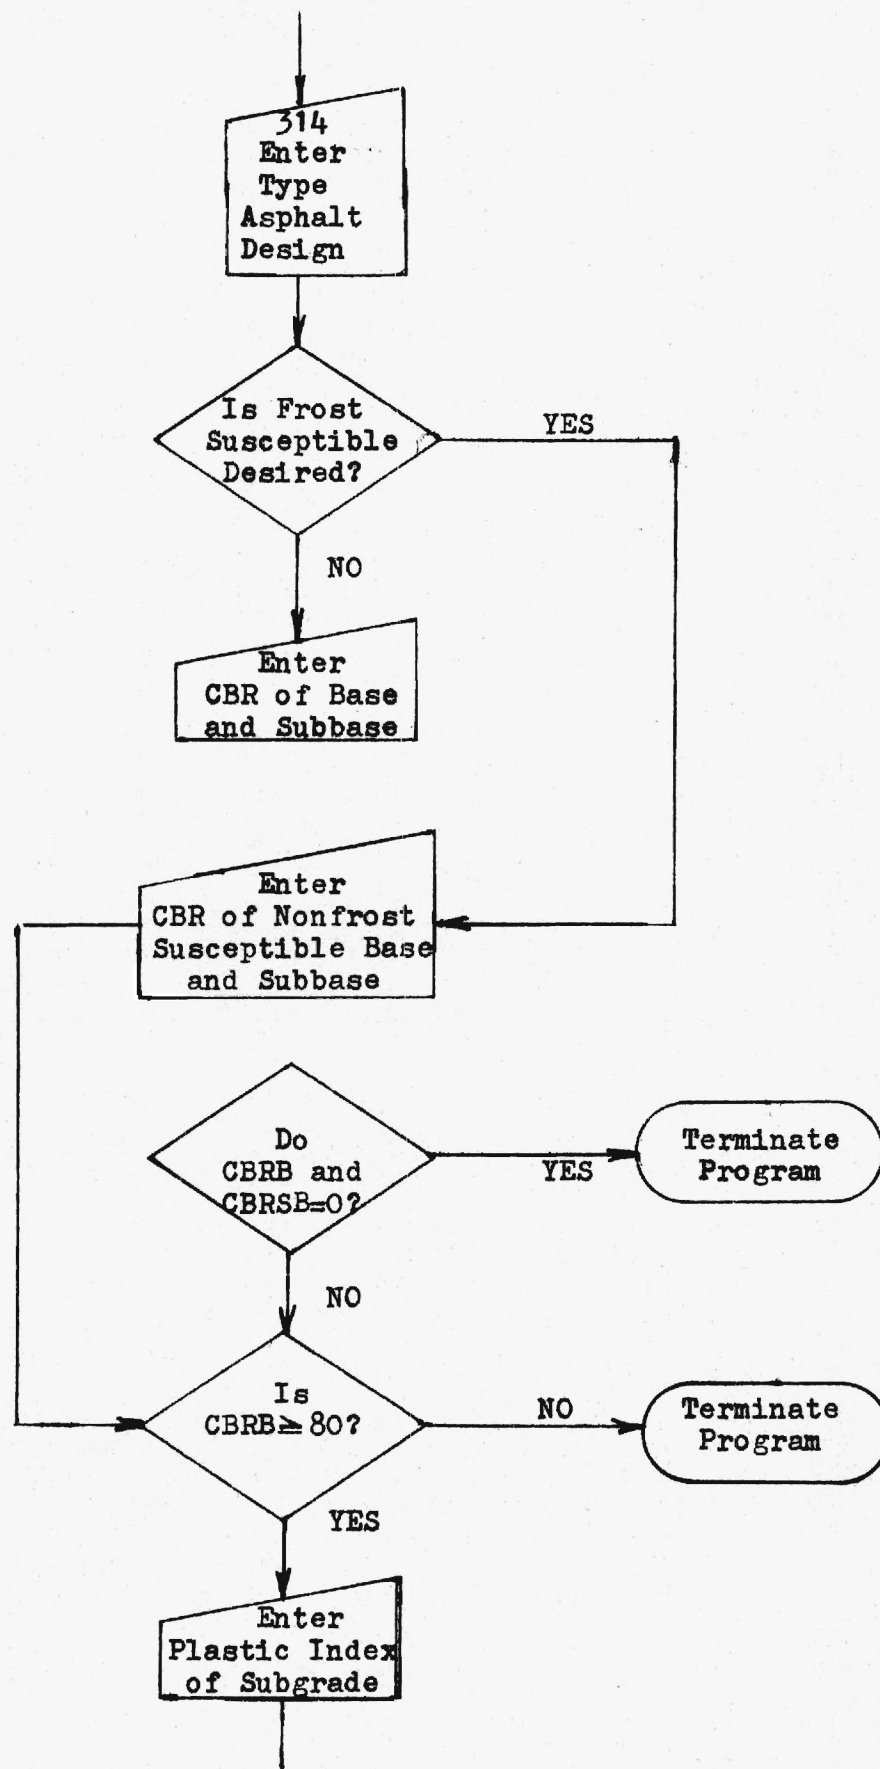 314
Enter
Type
Asphalt
Design
Is Frost
Susceptible
Desired?
YES
NO
Enter
CBR of Base
and Subbase
Enter
CBR of Nonfrost
Susceptible Base
and Subbase
Do
CBRB and
CBRSB=0?
YES
Terminate
Program
NO
Is
CBRB≥80?
NO
Terminate
Program
YES
Enter
Plastic Index
of Subgrade